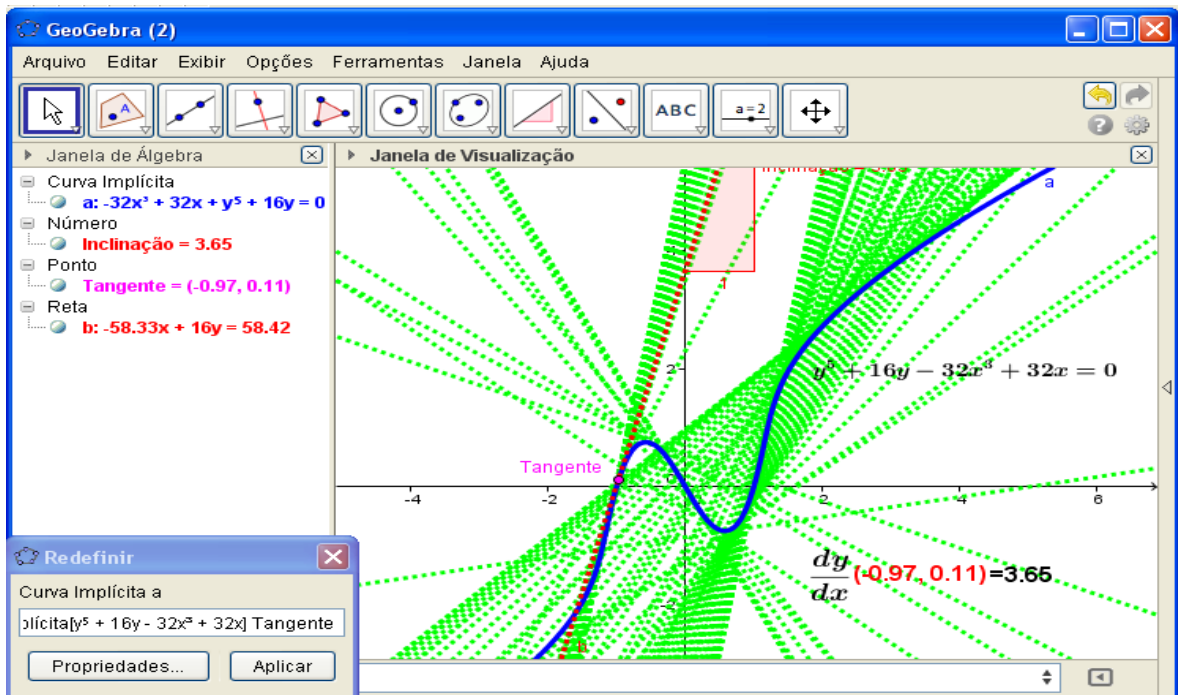 GeoGebra (2)
Arquivo Editar Exibir Opções Ferramentas Janela Ajuda
A ABC a=2
Janela de Álgebra
Curva Implícita
a: -32x³ + 32x + y⁵ + 16y = 0
Número
Inclinação = 3.65
Ponto
Tangente = (-0.97, 0.11)
Reta
b: -58.33x + 16y = 58.42
Janela de Visualização
a
1
2
y⁵ + 16y − 32x³ + 32x = 0
Tangente
0
-4 -2 2 4 6
dy/dx(-0.97, 0.11)=3.65
-2
b
Redefinir
Curva Implícita a
olícita[y⁵ + 16y - 32x³ + 32x] Tangente
Propriedades... Aplicar